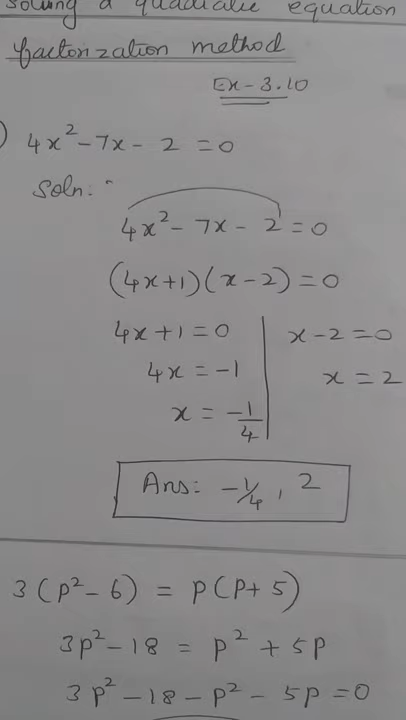 solving a quadratic equation
factorization method
Ex-3.10
) 4x² - 7x - 2 = 0
Soln:
4x² - 7x - 2 = 0
(4x+1)(x-2) = 0
4x+1 = 0 | x-2 = 0
4x = -1 | x = 2
x = -1/4
Ans: -1/4, 2
3(p²-6) = p(p+5)
3p²-18 = p² + 5p
3p² - 18 - p² - 5p = 0